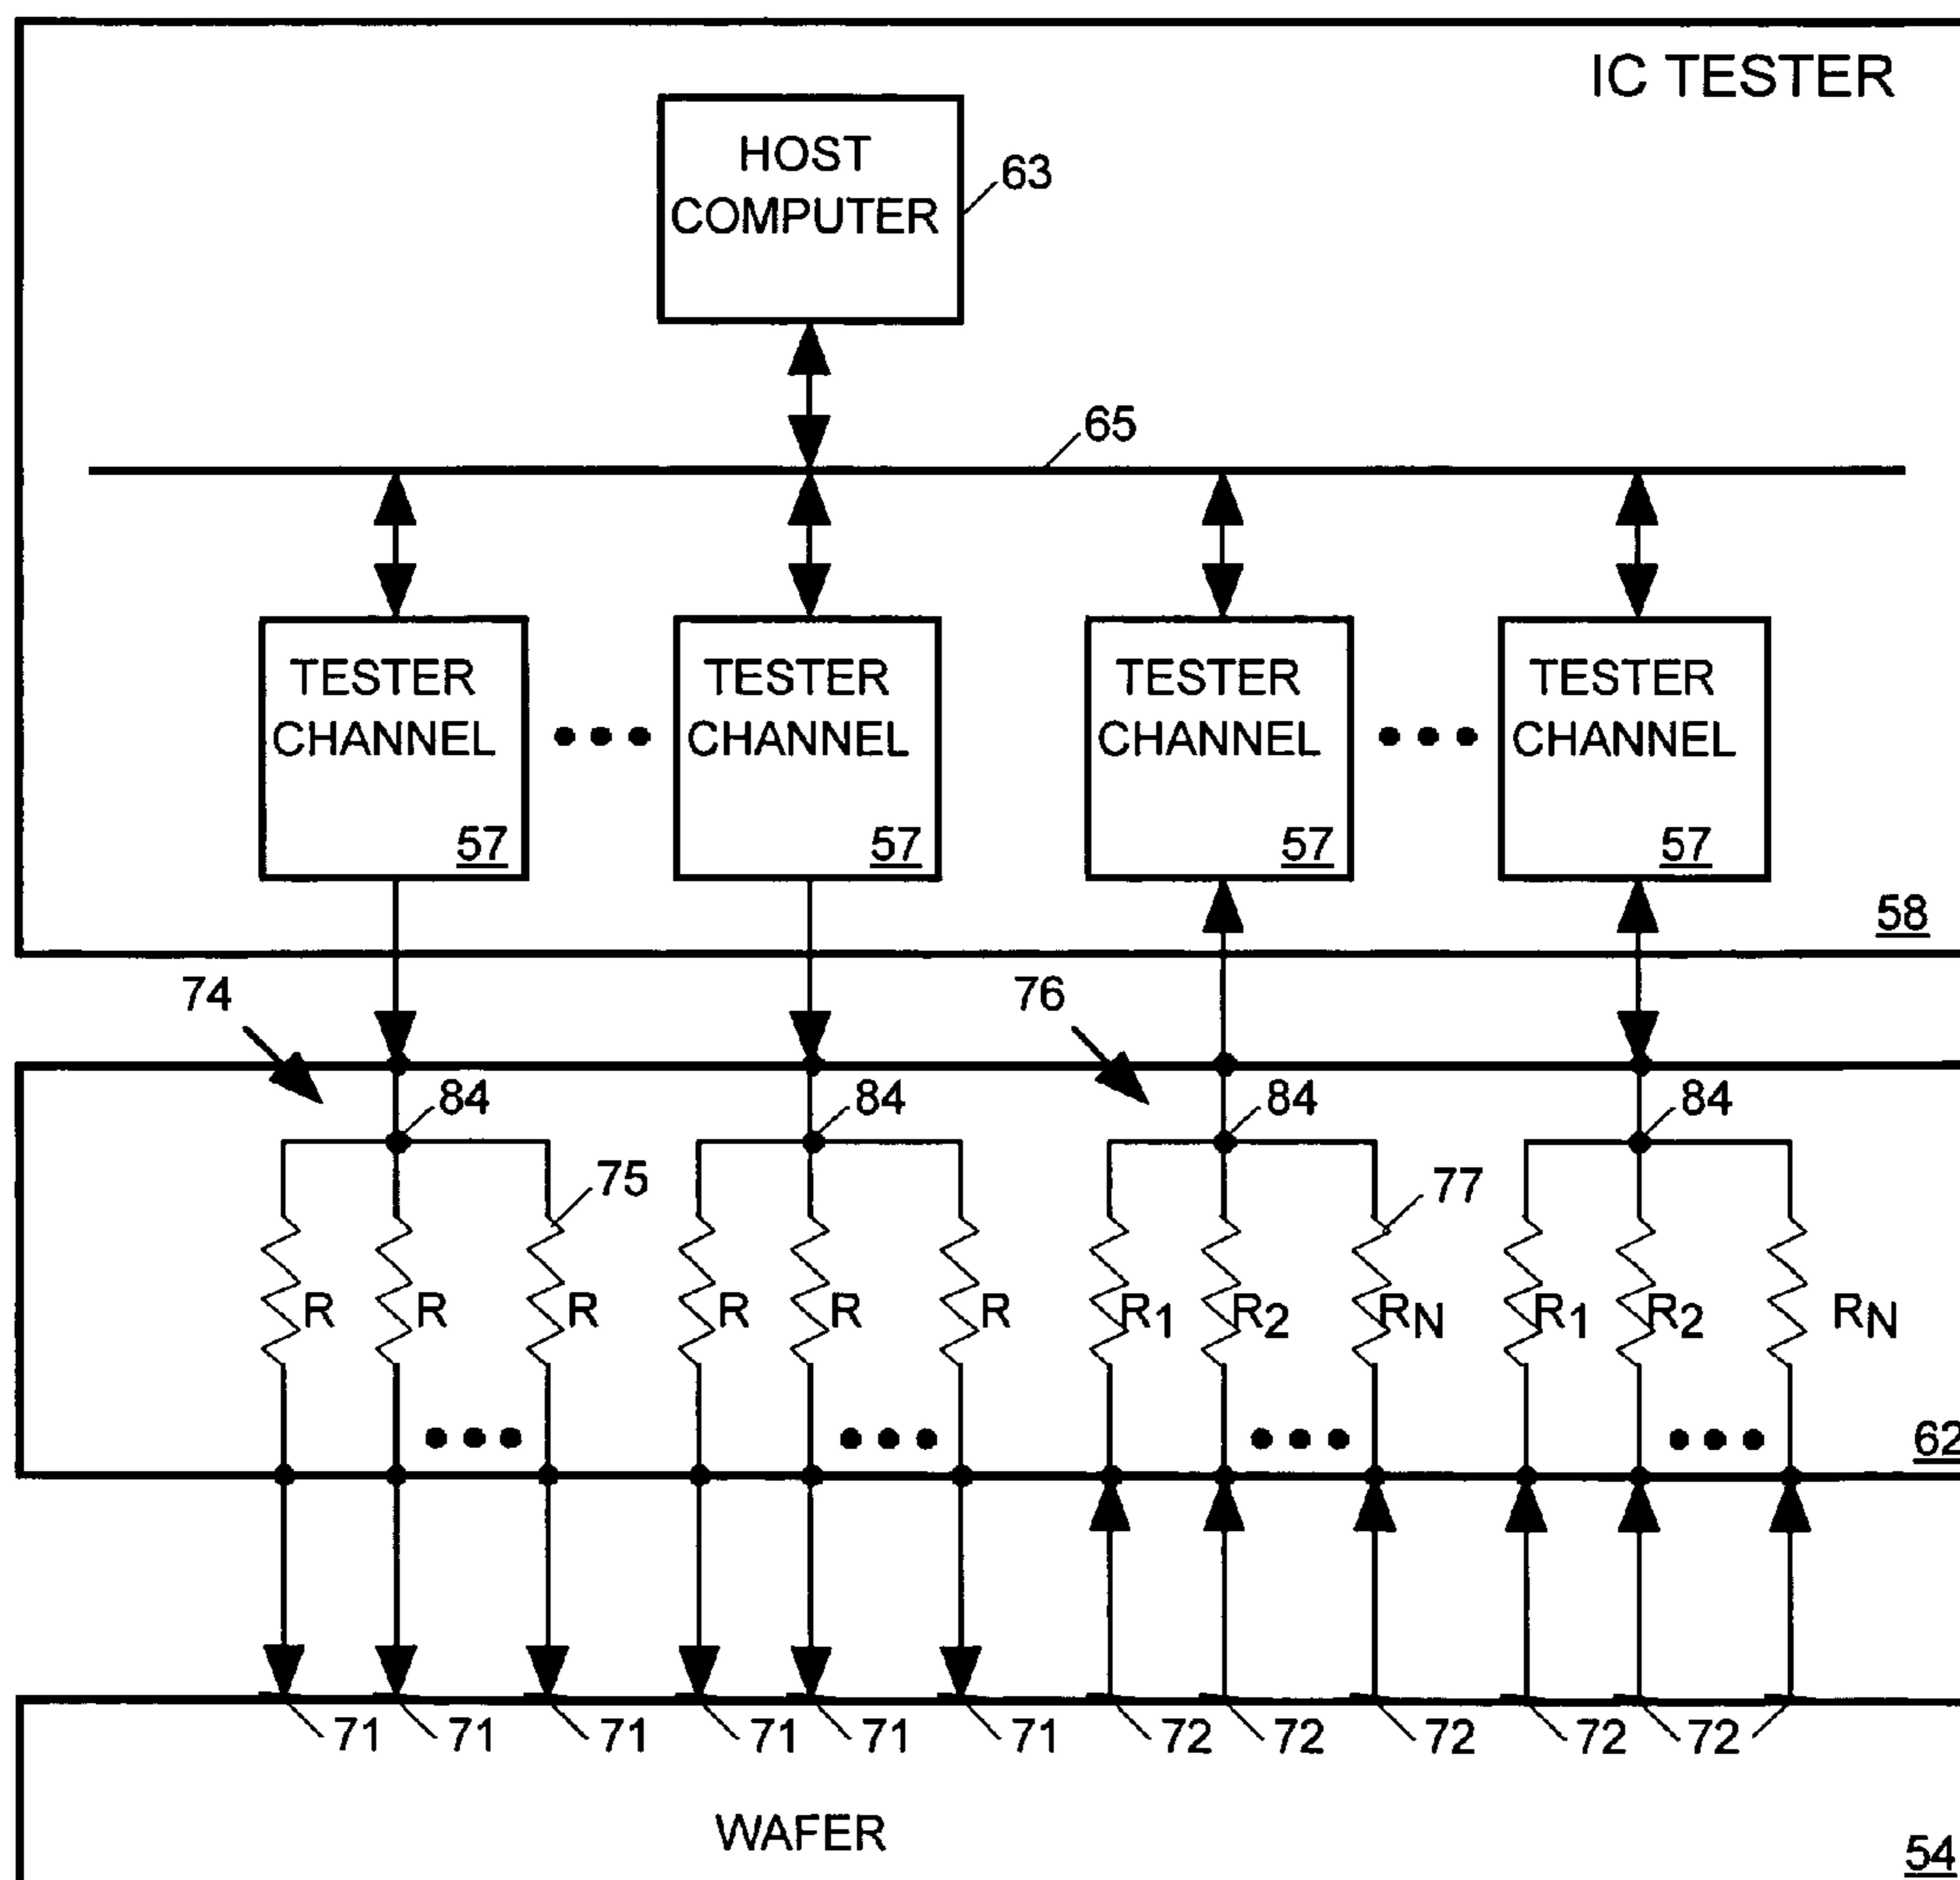 IC TESTER
HOST
COMPUTER
63
65
TESTER
CHANNEL
57
TESTER
CHANNEL
57
TESTER
CHANNEL
57
TESTER
CHANNEL
57
58
74
76
84
84
84
84
75
77
R
R
R
R
R
R
R1
R2
RN
R1
R2
RN
62
71
71
71
71
71
71
72
72
72
72
72
WAFER
54